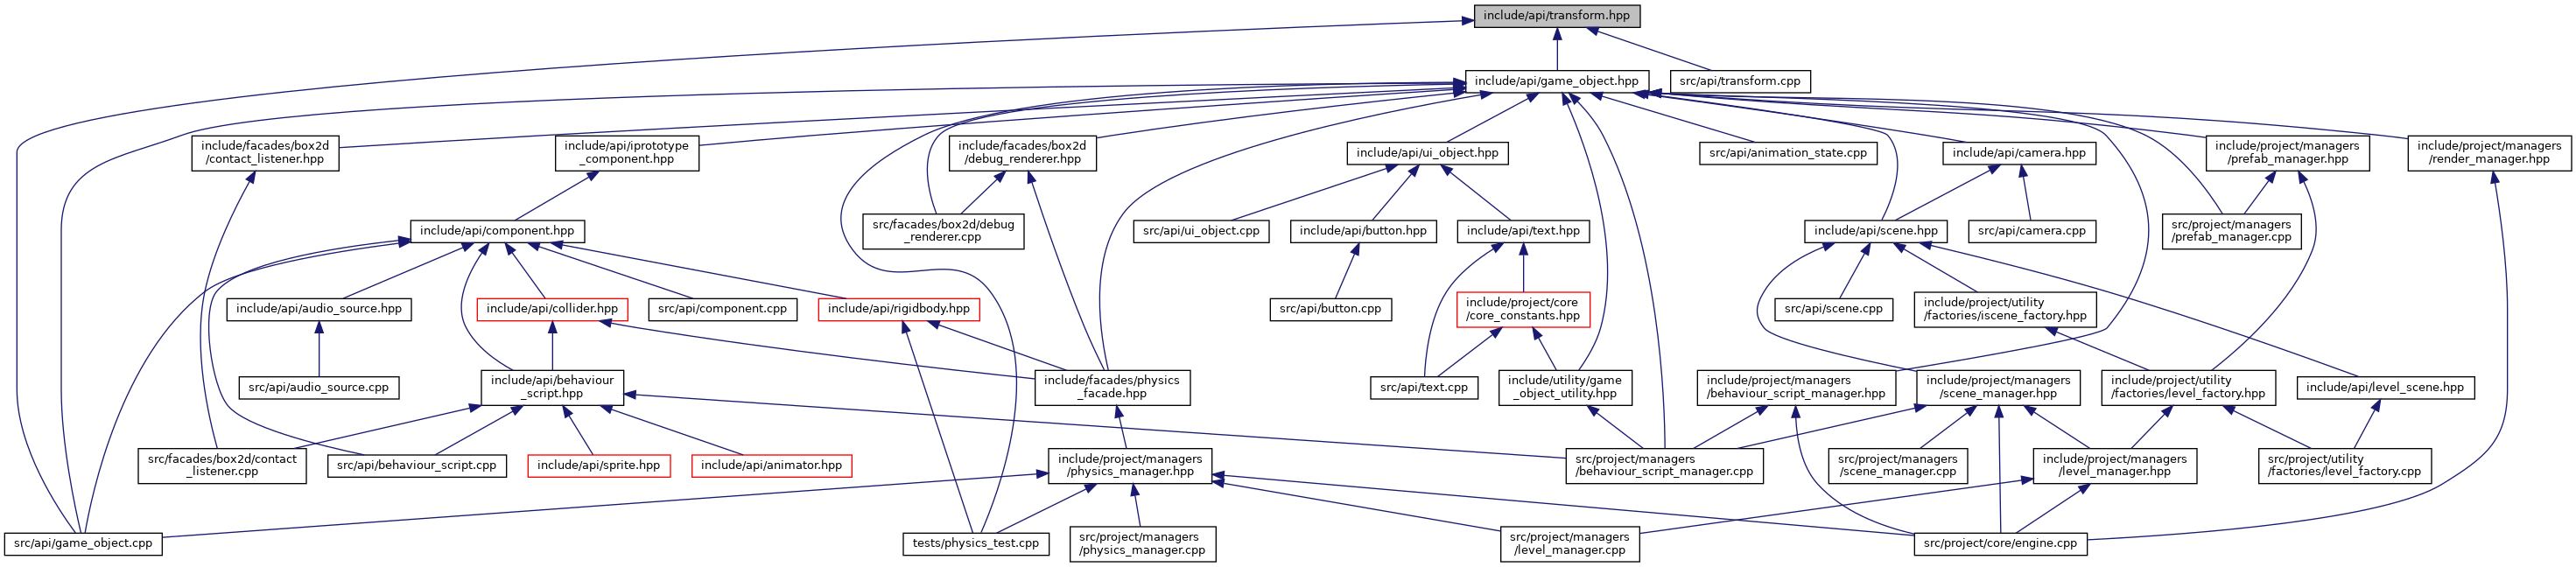 include/api/transform.hpp
include/api/game_object.hpp
src/api/transform.cpp
include/facades/box2d
/contact_listener.hpp
include/api/iprototype
_component.hpp
include/facades/box2d
/debug_renderer.hpp
include/api/ui_object.hpp
src/api/animation_state.cpp
include/api/camera.hpp
include/project/managers
/prefab_manager.hpp
include/project/managers
/render_manager.hpp
include/api/component.hpp
src/facades/box2d/debug
_renderer.cpp
src/api/ui_object.cpp
include/api/button.hpp
include/api/text.hpp
include/api/scene.hpp
src/api/camera.cpp
src/project/managers
/prefab_manager.cpp
include/api/audio_source.hpp
include/api/collider.hpp
src/api/component.cpp
include/api/rigidbody.hpp
src/api/button.cpp
include/project/core
/core_constants.hpp
src/api/scene.cpp
include/project/utility
/factories/iscene_factory.hpp
src/api/audio_source.cpp
include/api/behaviour
_script.hpp
include/facades/physics
_facade.hpp
src/api/text.cpp
include/utility/game
_object_utility.hpp
include/project/managers
/behaviour_script_manager.hpp
include/project/managers
/scene_manager.hpp
include/project/utility
/factories/level_factory.hpp
include/api/level_scene.hpp
src/facades/box2d/contact
_listener.cpp
src/api/behaviour_script.cpp
include/api/sprite.hpp
include/api/animator.hpp
include/project/managers
/physics_manager.hpp
src/project/managers
/behaviour_script_manager.cpp
src/project/managers
/scene_manager.cpp
include/project/managers
/level_manager.hpp
src/project/utility
/factories/level_factory.cpp
src/api/game_object.cpp
tests/physics_test.cpp
src/project/managers
/physics_manager.cpp
src/project/managers
/level_manager.cpp
src/project/core/engine.cpp